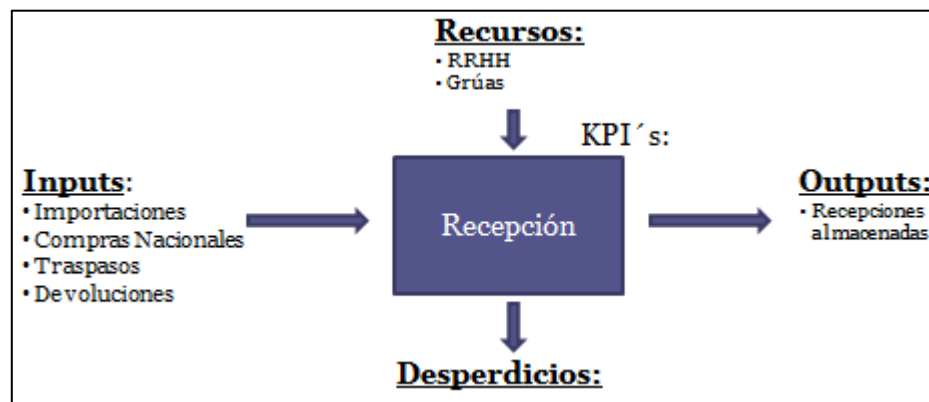 Recursos:
• RRHH
• Grúas
KPI´s:
Inputs:
• Importaciones
• Compras Nacionales
• Traspasos
• Devoluciones
Recepción
Outputs:
• Recepciones
almacenadas
Desperdicios: